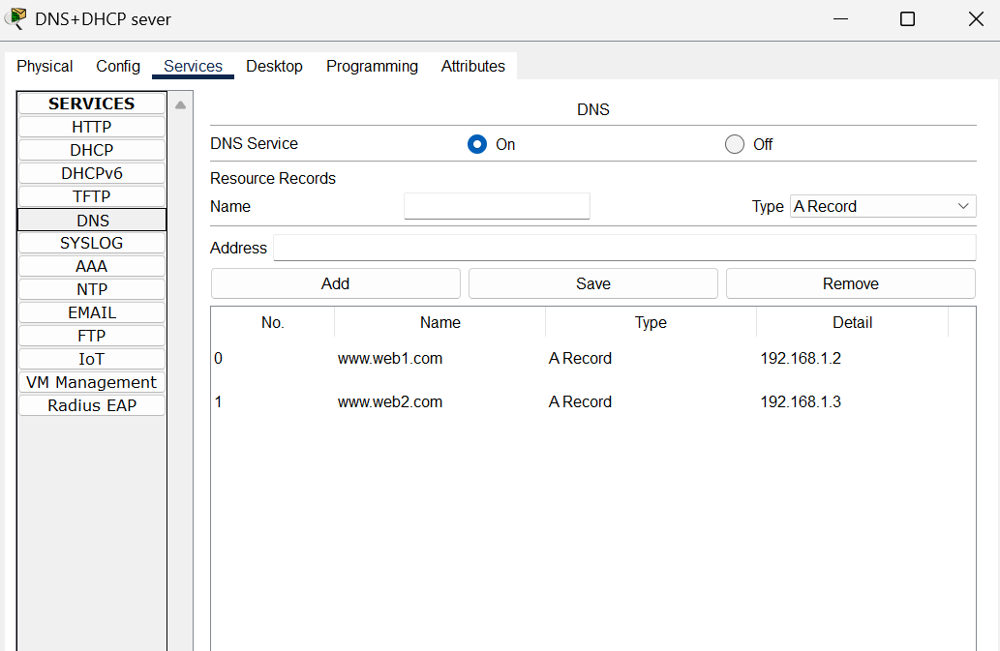 DNS+DHCP sever
Physical Config Services Desktop Programming Attributes
SERVICES
HTTP
DHCP
DHCPv6
TFTP
DNS
SYSLOG
AAA
NTP
EMAIL
FTP
IoT
VM Management
Radius EAP
DNS
DNS Service On Off
Resource Records
Name Type A Record
Address
Add Save Remove
No. Name Type Detail
0 www.web1.com A Record 192.168.1.2
1 www.web2.com A Record 192.168.1.3